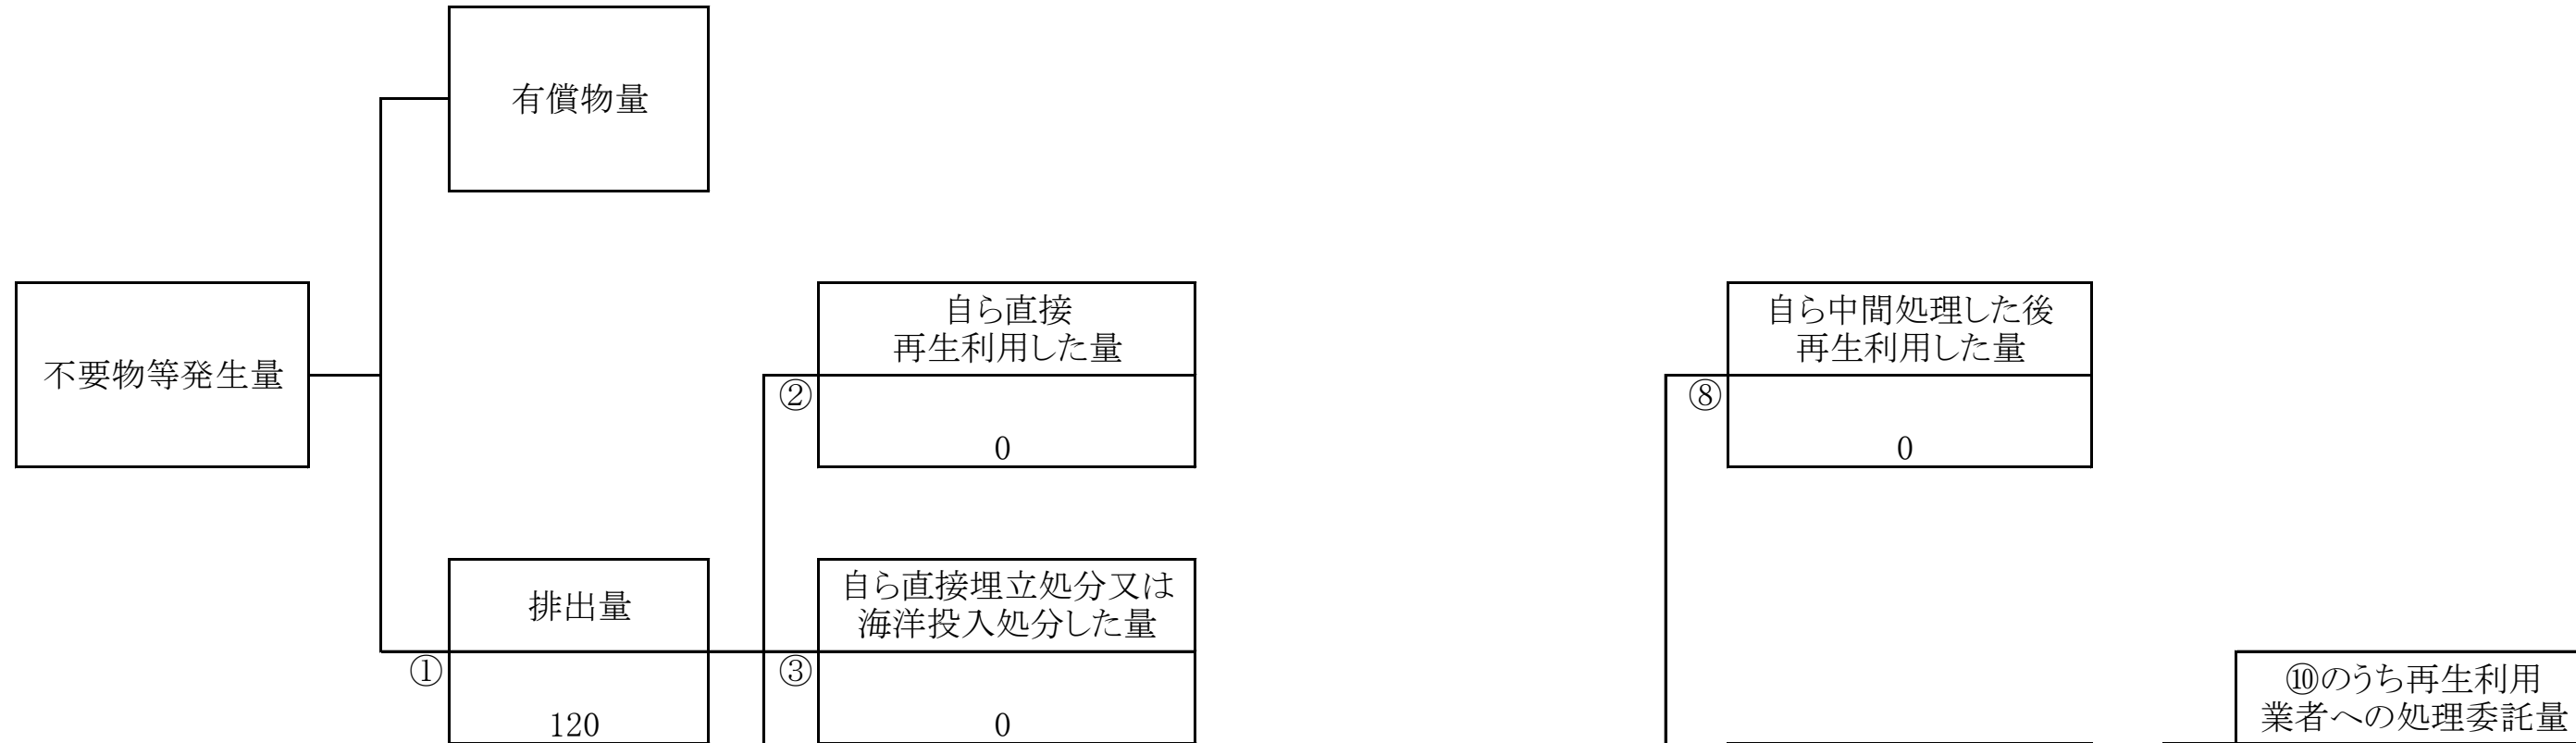 有償物量
不要物等発生量
自ら直接
再生利用した量
②
0
自ら中間処理した後
再生利用した量
⑧
0
排出量
①
120
自ら直接埋立処分又は
海洋投入処分した量
③
0
⑩のうち再生利用
業者への処理委託量